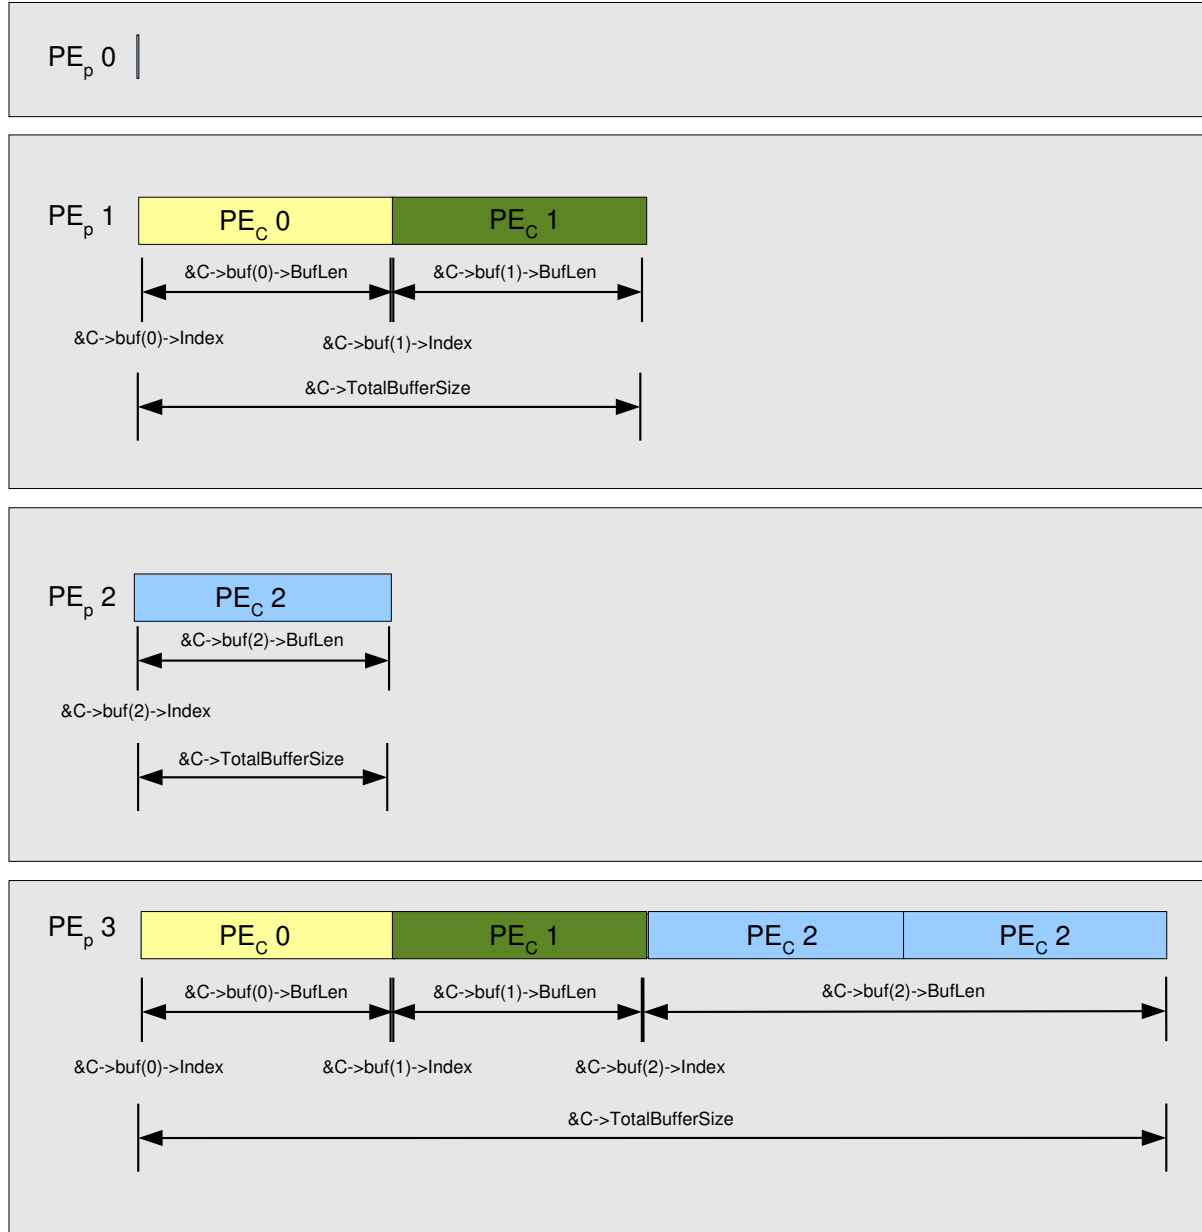 PEp 0
PEp 1
PEC 0 PEC 1
&C->buf(0)->BufLen &C->buf(1)->BufLen
&C->buf(0)->Index &C->buf(1)->Index
&C->TotalBufferSize
PEp 2
PEC 2
&C->buf(2)->BufLen
&C->buf(2)->Index
&C->TotalBufferSize
PEp 3
PEC 0 PEC 1 PEC 2 PEC 2
&C->buf(0)->BufLen &C->buf(1)->BufLen &C->buf(2)->BufLen
&C->buf(0)->Index &C->buf(1)->Index &C->buf(2)->Index
&C->TotalBufferSize